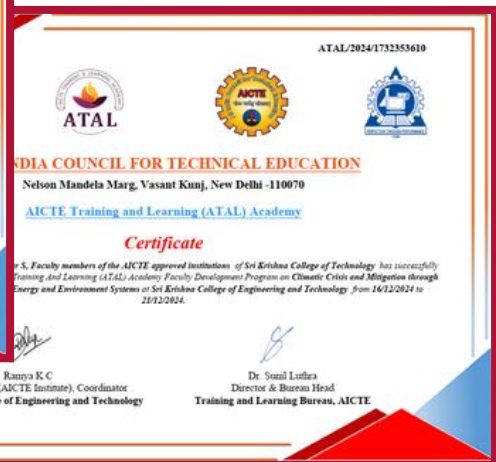 ATAL/2024/1732353610
ATAL
AICTE
NDIA COUNCIL FOR TECHNICAL EDUCATION
Nelson Mandela Marg, Vasant Kunj, New Delhi -110070
AICTE Training and Learning (ATAL) Academy
Certificate
S, Faculty members of the AICTE approved institutions of Sri Krishna College of Technology has successfully
Training And Learning (ATAL) Academy Faculty Development Program on Climatic Crisis and Mitigation through
Energy and Environment Systems at Sri Krishna College of Engineering and Technology from 16/12/2024 to
21/12/2024.
Ramya K C
(AICTE Institute), Coordinator
of Engineering and Technology
Dr. Sunil Luthra
Director & Bureau Head
Training and Learning Bureau, AICTE